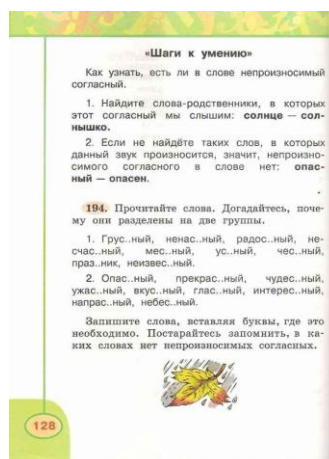 «Шаги к умению»
Как узнать, есть ли в слове непроизносимый
согласный.
1. Найдите слова-родственники, в которых
этот согласный мы слышим: солнце — сол-
нышко.
2. Если не найдёте таких слов, в которых
данный звук произносится, значит, непроизно-
симого согласного в слове нет: опас-
ный — опасен.
194. Прочитайте слова. Догадайтесь, поче-
му они разделены на две группы.
1. Грус..ный, ненас..ный, радос..ный, не-
счас..ный, мес..ный, ус..ный, чес..ный,
праз..ник, неизвес..ный.
2. Опас..ный, прекрас..ный, чудес..ный,
ужас..ный, вкус..ный, глас..ный, интерес..ный,
напрас..ный, небес..ный.
Запишите слова, вставляя буквы, где это
необходимо. Постарайтесь запомнить, в ка-
ких словах нет непроизносимых согласных.
128